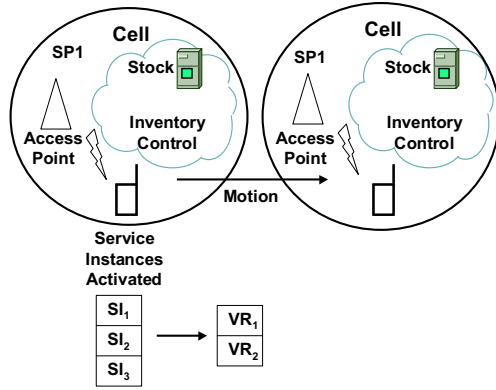 Cell
SP1
Stock
Access
Point
Inventory
Control
Cell
SP1
Stock
Access
Point
Inventory
Control
Motion
Service
Instances
Activated
SI₁
SI₂
SI₃
VR₁
VR₂